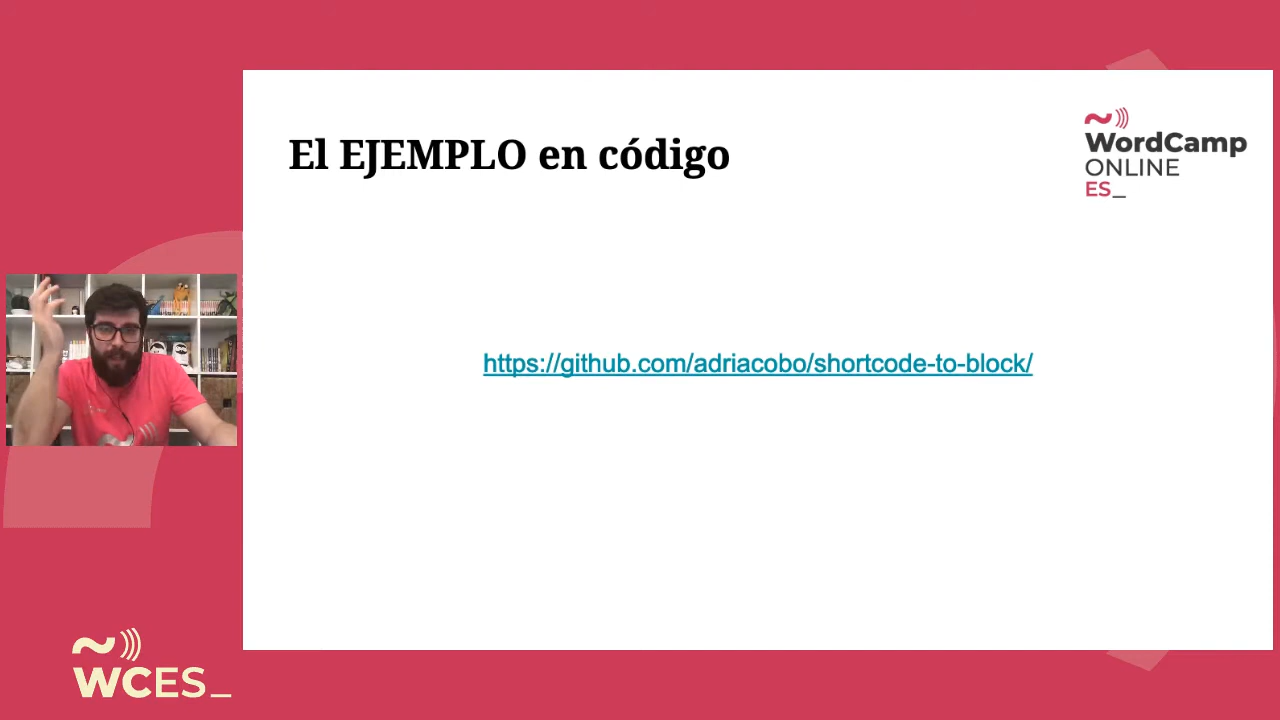 El EJEMPLO en código
WordCamp
ONLINE
ES_
https://github.com/adriacobo/shortcode-to-block/
WCES_